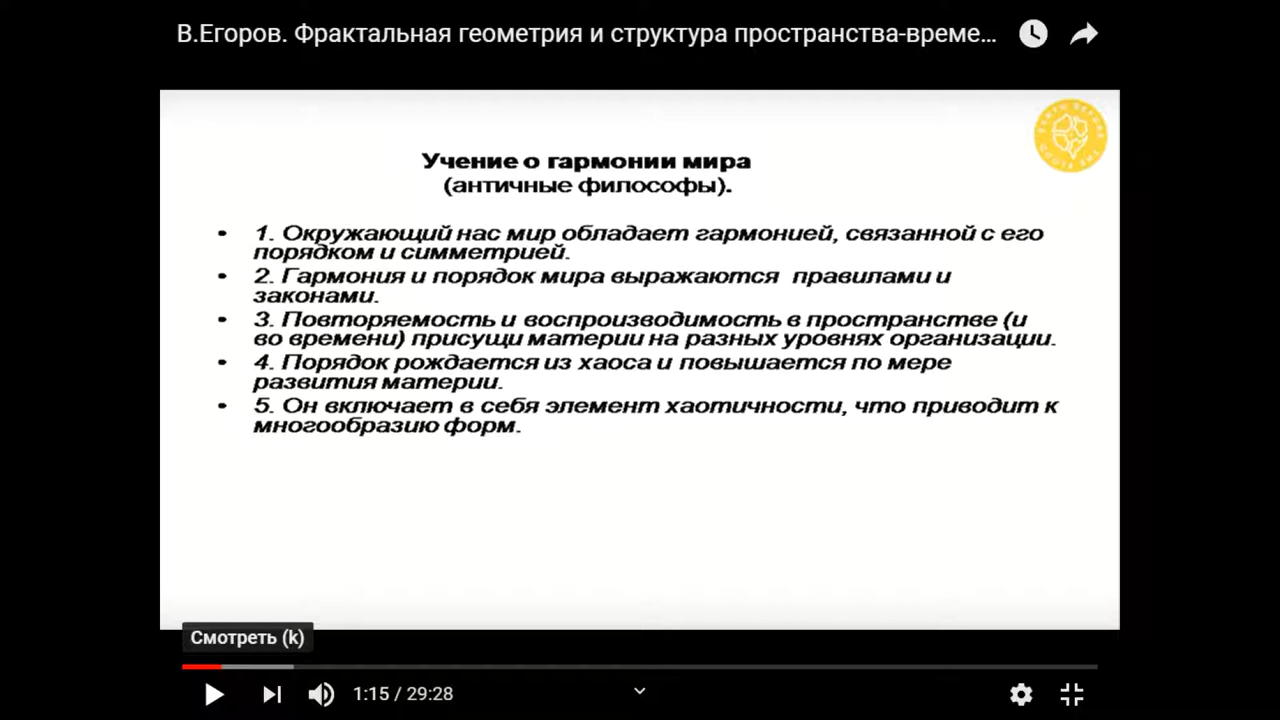 В.Егоров. Фрактальная геометрия и структура пространства-време...
Учение о гармонии мира
(античные философы).
• 1. Окружающий нас мир обладает гармонией, связанной с его
порядком и симметрией.
• 2. Гармония и порядок мира выражаются правилами и
законами.
• 3. Повторяемость и воспроизводимость в пространстве (и
во времени) присущи материи на разных уровнях организации.
• 4. Порядок рождается из хаоса и повышается по мере
развития материи.
• 5. Он включает в себя элемент хаотичности, что приводит к
многообразию форм.
Смотреть (k)
1:15 / 29:28